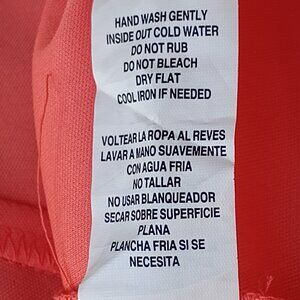 HAND WASH GENTLY
INSIDE OUT COLD WATER
DO NOT RUB
DO NOT BLEACH
DRY FLAT
COOL IRON IF NEEDED
VOLTEAR LA ROPA AL REVES
LAVAR A MANO SUAVEMENTE
CON AGUA FRIA
NO TALLAR
NO USAR BLANQUEADOR
SECAR SOBRE SUPERFICIE
PLANA
PLANCHA FRIA SI SE
NECESITA